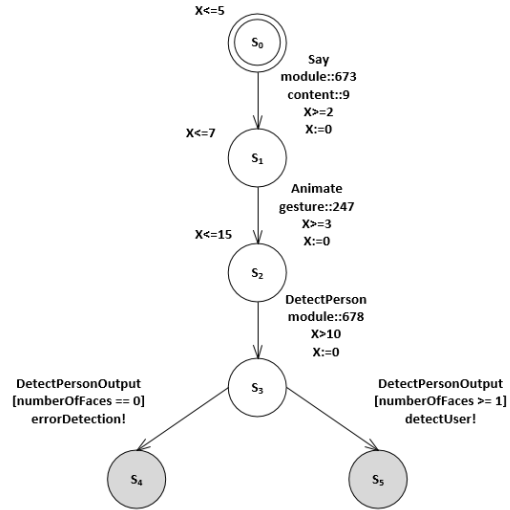 X<=5
S₀
Say
module::673
content::9
X>=2
X:=0
X<=7
S₁
Animate
gesture::247
X>=3
X:=0
X<=15
S₂
DetectPerson
module::678
X>10
X:=0
S₃
DetectPersonOutput
[numberOfFaces == 0]
errorDetection!
DetectPersonOutput
[numberOfFaces >= 1]
detectUser!
S₄
S₅